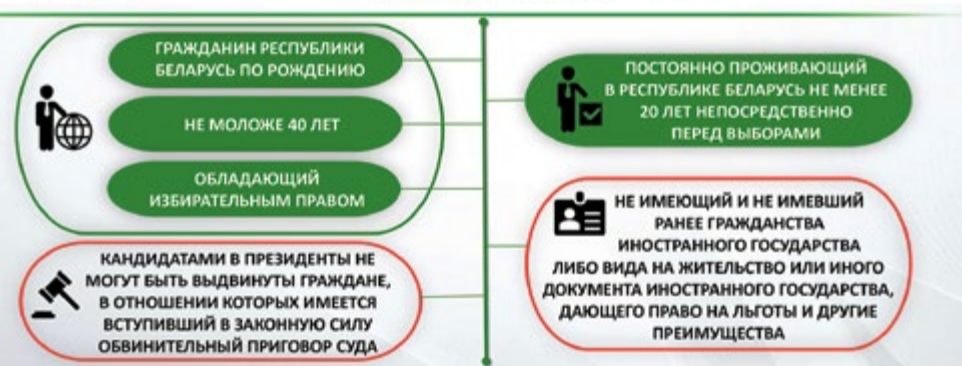 ГРАЖДАНИН РЕСПУБЛИКИ
БЕЛАРУСЬ ПО РОЖДЕНИЮ
НЕ МОЛОЖЕ 40 ЛЕТ
ОБЛАДАЮЩИЙ
ИЗБИРАТЕЛЬНЫМ ПРАВОМ
КАНДИДАТАМИ В ПРЕЗИДЕНТЫ НЕ
МОГУТ БЫТЬ ВЫДВИНУТЫ ГРАЖДАНЕ,
В ОТНОШЕНИИ КОТОРЫХ ИМЕЕТСЯ
ВСТУПИВШИЙ В ЗАКОННУЮ СИЛУ
ОБВИНИТЕЛЬНЫЙ ПРИГОВОР СУДА
ПОСТОЯННО ПРОЖИВАЮЩИЙ
В РЕСПУБЛИКЕ БЕЛАРУСЬ НЕ МЕНЕЕ
20 ЛЕТ НЕПОСРЕДСТВЕННО
ПЕРЕД ВЫБОРАМИ
НЕ ИМЕЮЩИЙ И НЕ ИМЕВШИЙ
РАНЕЕ ГРАЖДАНСТВА
ИНОСТРАННОГО ГОСУДАРСТВА
ЛИБО ВИДА НА ЖИТЕЛЬСТВО ИЛИ ИНОГО
ДОКУМЕНТА ИНОСТРАННОГО ГОСУДАРСТВА,
ДАЮЩЕГО ПРАВО НА ЛЬГОТЫ И ДРУГИЕ
ПРЕИМУЩЕСТВА